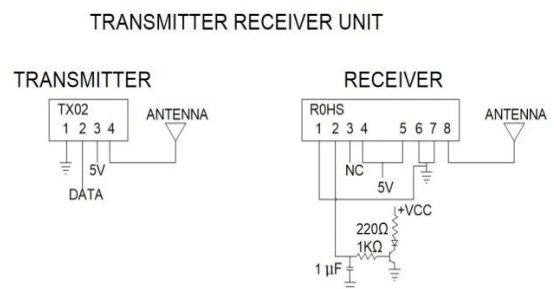 TRANSMITTER RECEIVER UNIT
TRANSMITTER
TX02
1 2 3 4
ANTENNA
5V
DATA
RECEIVER
R0HS
1 2 3 4 5 6 7 8
ANTENNA
NC
5V
+VCC
220Ω
1KΩ
1 µF